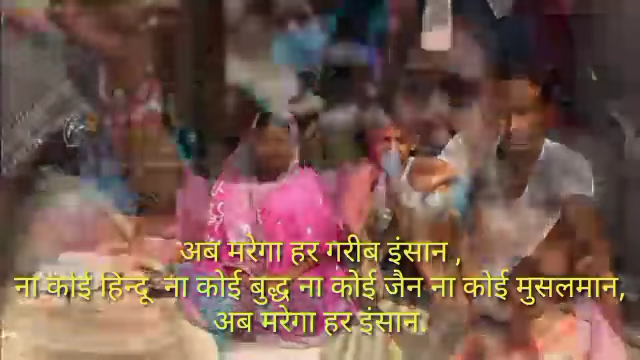 अब मरेगा हर गरीब इंसान ,
ना कोई हिन्दू ना कोई बुद्ध ना कोई जैन ना कोई मुसलमान,
अब मरेगा हर इंसान.